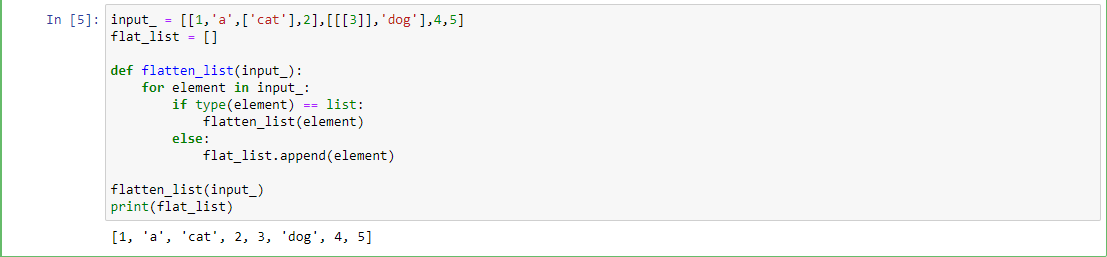 In [5]: input_ = [[1,'a',['cat'],2],[[[3]],'dog'],4,5]
flat_list = []
def flatten_list(input_):
    for element in input_:
        if type(element) == list:
            flatten_list(element)
        else:
            flat_list.append(element)
flatten_list(input_)
print(flat_list)
[1, 'a', 'cat', 2, 3, 'dog', 4, 5]